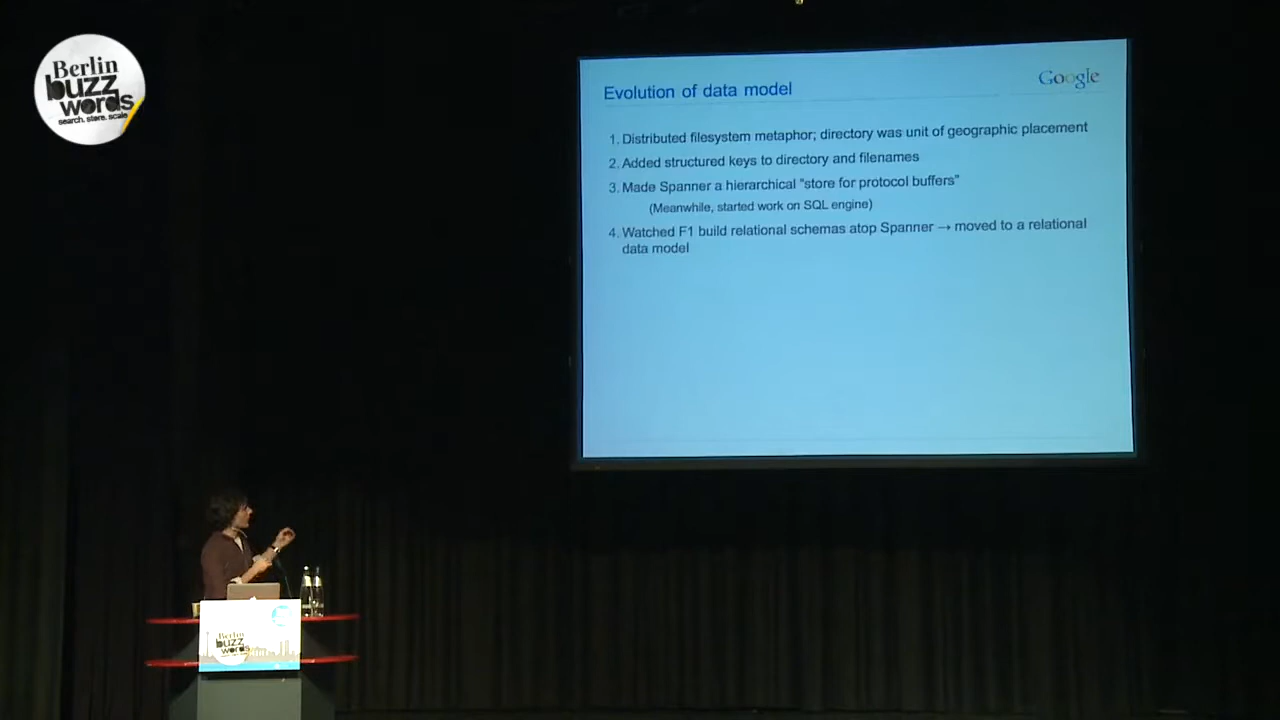 Berlin
buzz
words
search. store. scale
Google
Evolution of data model
1. Distributed filesystem metaphor; directory was unit of geographic placement
2. Added structured keys to directory and filenames
3. Made Spanner a hierarchical "store for protocol buffers"
(Meanwhile, started work on SQL engine)
4. Watched F1 build relational schemas atop Spanner → moved to a relational
data model
Berlin
buzz
words